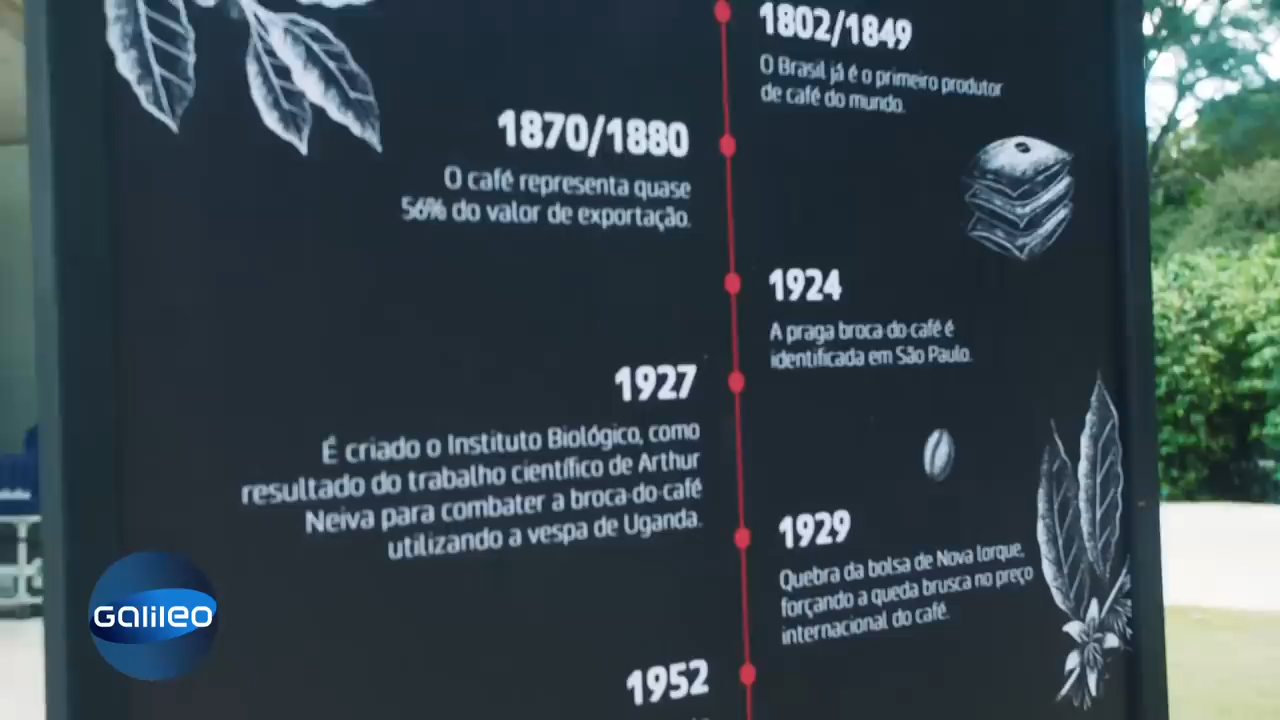 1802/1849
O Brasil já é o primeiro produtor
de café do mundo.
1870/1880
O café representa quase
56% do valor de exportação.
1924
A praga broca-do-café é
identificada em São Paulo.
1927
É criado o Instituto Biológico, como
resultado do trabalho científico de Arthur
Neiva para combater a broca-do-café
utilizando a vespa de Uganda.
1929
Quebra da bolsa de Nova Iorque,
forçando a queda brusca no preço
internacional do café.
1952
Galileo